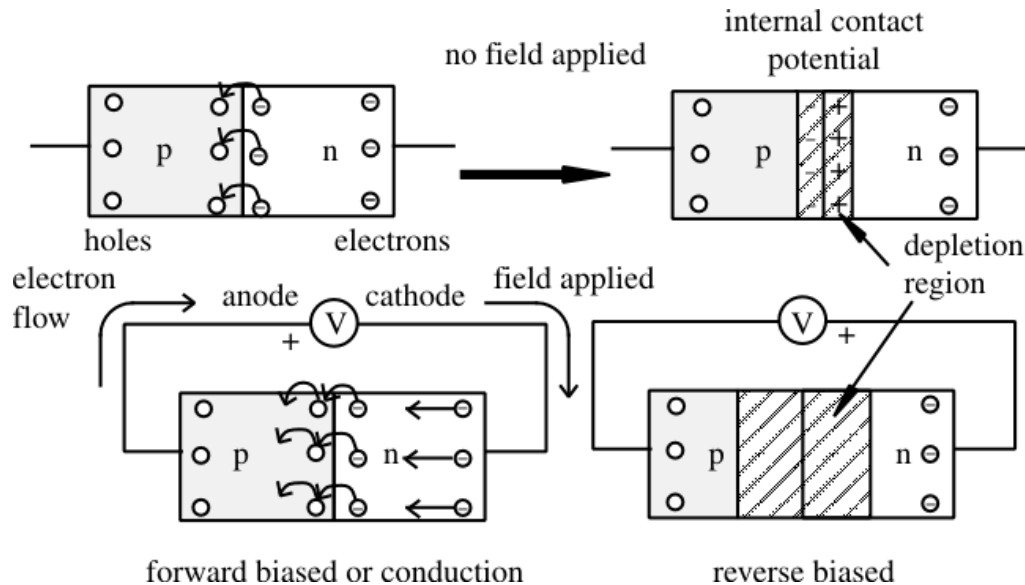 internal contact
potential
no field applied
p
n
p
n
- - - -
+ + + +
holes
electrons
depletion
region
electron
flow
anode
cathode
field applied
V
+
V
+
p
n
p
n
forward biased or conduction
reverse biased